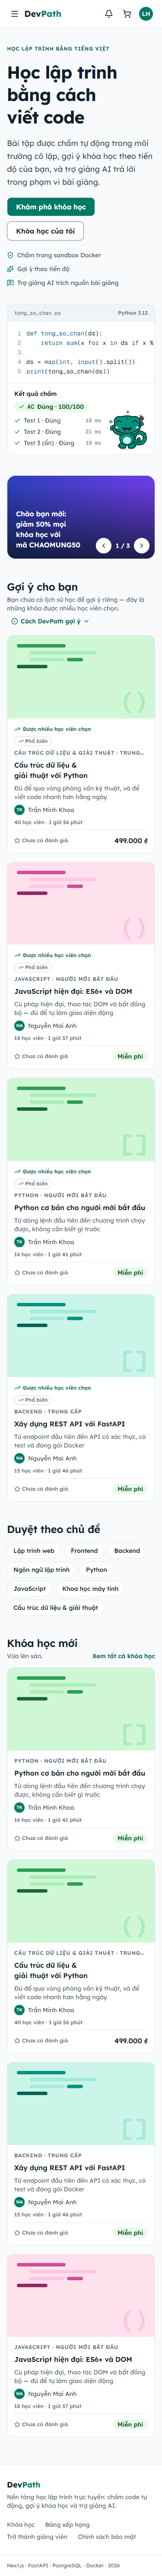 DevPath
LH
HỌC LẬP TRÌNH BẰNG TIẾNG VIỆT
Học lập trình
bằng cách
viết code
Bài tập được chấm tự động trong môi
trường cô lập, gợi ý khóa học theo tiến
độ của bạn, và trợ giảng AI trả lời
trong phạm vi bài giảng.
Khám phá khóa học
Khóa học của tôi
Chấm trong sandbox Docker
Gợi ý theo tiến độ
Trợ giảng AI trích nguồn bài giảng
tong_so_chan.py
Python 3.12
1 def tong_so_chan(ds):
2 return sum(x for x in ds if x %
3
4 ds = map(int, input().split())
5 print(tong_so_chan(ds))
Kết quả chấm
AC Đúng · 100/100
Test 1 · Đúng 18 ms
Test 2 · Đúng 21 ms
Test 3 (ẩn) · Đúng 19 ms
Chào bạn mới:
giảm 50% mọi
khóa học với
mã CHAOMUNG50
1 / 3
Gợi ý cho bạn
Bạn chưa có lịch sử học để gợi ý riêng — đây là
những khóa được nhiều học viên chọn.
Cách DevPath gợi ý
Được nhiều học viên chọn
Phổ biến
CẤU TRÚC DỮ LIỆU & GIẢI THUẬT · TRUNG…
Cấu trúc dữ liệu &
giải thuật với Python
Đủ để qua vòng phỏng vấn kỹ thuật, và để
viết code nhanh hơn hằng ngày
TK Trần Minh Khoa
40 học viên · 1 giờ 56 phút
Chưa có đánh giá
499.000 ₫
Được nhiều học viên chọn
Phổ biến
JAVASCRIPT · NGƯỜI MỚI BẮT ĐẦU
JavaScript hiện đại: ES6+ và DOM
Cú pháp hiện đại, thao tác DOM và bất đồng
bộ — đủ để tự làm giao diện động
NA Nguyễn Mai Anh
18 học viên · 1 giờ 37 phút
Chưa có đánh giá
Miễn phí
Được nhiều học viên chọn
Phổ biến
PYTHON · NGƯỜI MỚI BẮT ĐẦU
Python cơ bản cho người mới bắt đầu
Từ dòng lệnh đầu tiên đến chương trình chạy
được, không cần biết gì trước
TK Trần Minh Khoa
16 học viên · 1 giờ 41 phút
Chưa có đánh giá
Miễn phí
Được nhiều học viên chọn
Phổ biến
BACKEND · TRUNG CẤP
Xây dựng REST API với FastAPI
Từ endpoint đầu tiên đến API có xác thực, có
test và đóng gói Docker
NA Nguyễn Mai Anh
15 học viên · 1 giờ 46 phút
Chưa có đánh giá
Miễn phí
Duyệt theo chủ đề
Lập trình web
Frontend
Backend
Ngôn ngữ lập trình
Python
JavaScript
Khoa học máy tính
Cấu trúc dữ liệu & giải thuật
Khóa học mới
Vừa lên sàn.
Xem tất cả khóa học
PYTHON · NGƯỜI MỚI BẮT ĐẦU
Python cơ bản cho người mới bắt đầu
Từ dòng lệnh đầu tiên đến chương trình chạy
được, không cần biết gì trước
TK Trần Minh Khoa
16 học viên · 1 giờ 41 phút
Chưa có đánh giá
Miễn phí
CẤU TRÚC DỮ LIỆU & GIẢI THUẬT · TRUNG…
Cấu trúc dữ liệu &
giải thuật với Python
Đủ để qua vòng phỏng vấn kỹ thuật, và để
viết code nhanh hơn hằng ngày
TK Trần Minh Khoa
40 học viên · 1 giờ 56 phút
Chưa có đánh giá
499.000 ₫
BACKEND · TRUNG CẤP
Xây dựng REST API với FastAPI
Từ endpoint đầu tiên đến API có xác thực, có
test và đóng gói Docker
NA Nguyễn Mai Anh
15 học viên · 1 giờ 46 phút
Chưa có đánh giá
Miễn phí
JAVASCRIPT · NGƯỜI MỚI BẮT ĐẦU
JavaScript hiện đại: ES6+ và DOM
Cú pháp hiện đại, thao tác DOM và bất đồng
bộ — đủ để tự làm giao diện động
NA Nguyễn Mai Anh
18 học viên · 1 giờ 37 phút
Chưa có đánh giá
Miễn phí
DevPath
Nền tảng học lập trình trực tuyến: chấm code tự
động, gợi ý khóa học và trợ giảng AI.
Khóa học
Bảng xếp hạng
Trở thành giảng viên
Chính sách bảo mật
Next.js · FastAPI · PostgreSQL · Docker · 2026